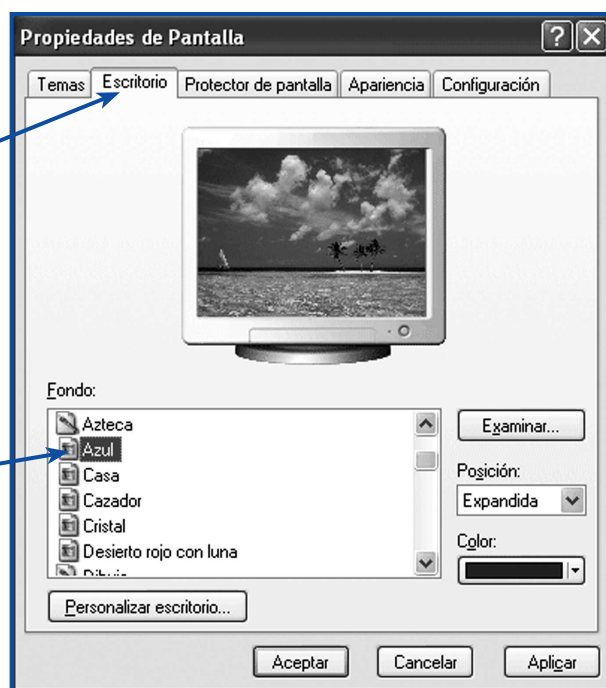 Propiedades de Pantalla
Temas Escritorio Protector de pantalla Apariencia Configuración
Fondo:
Azteca
Azul
Casa
Cazador
Cristal
Desierto rojo con luna
Examinar...
Posición:
Expandida
Color:
Personalizar escritorio...
Aceptar Cancelar Aplicar